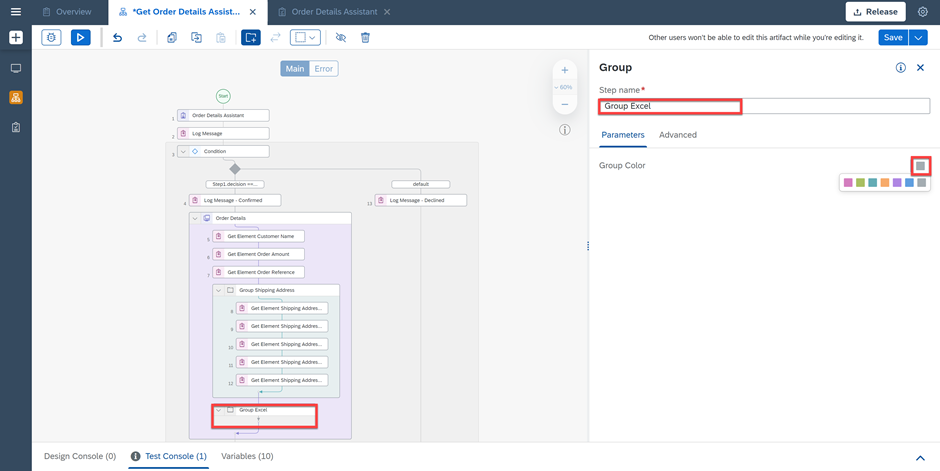 Overview
*Get Order Details Assist...
Order Details Assistant
Release
Other users won't be able to edit this artifact while you're editing it.
Save
Main
Error
60%
Start
1
Order Details Assistant
2
Log Message
3
Condition
Step1.decision ==...
default
4
Log Message - Confirmed
13
Log Message - Declined
Order Details
5
Get Element Customer Name
6
Get Element Order Amount
7
Get Element Order Reference
Group Shipping Address
8
Get Element Shipping Addres...
9
Get Element Shipping Addres...
10
Get Element Shipping Addres...
11
Get Element Shipping Addres...
12
Get Element Shipping Addres...
Group Excel
Group
Step name*
Group Excel
Parameters
Advanced
Group Color
Design Console (0)
Test Console (1)
Variables (10)